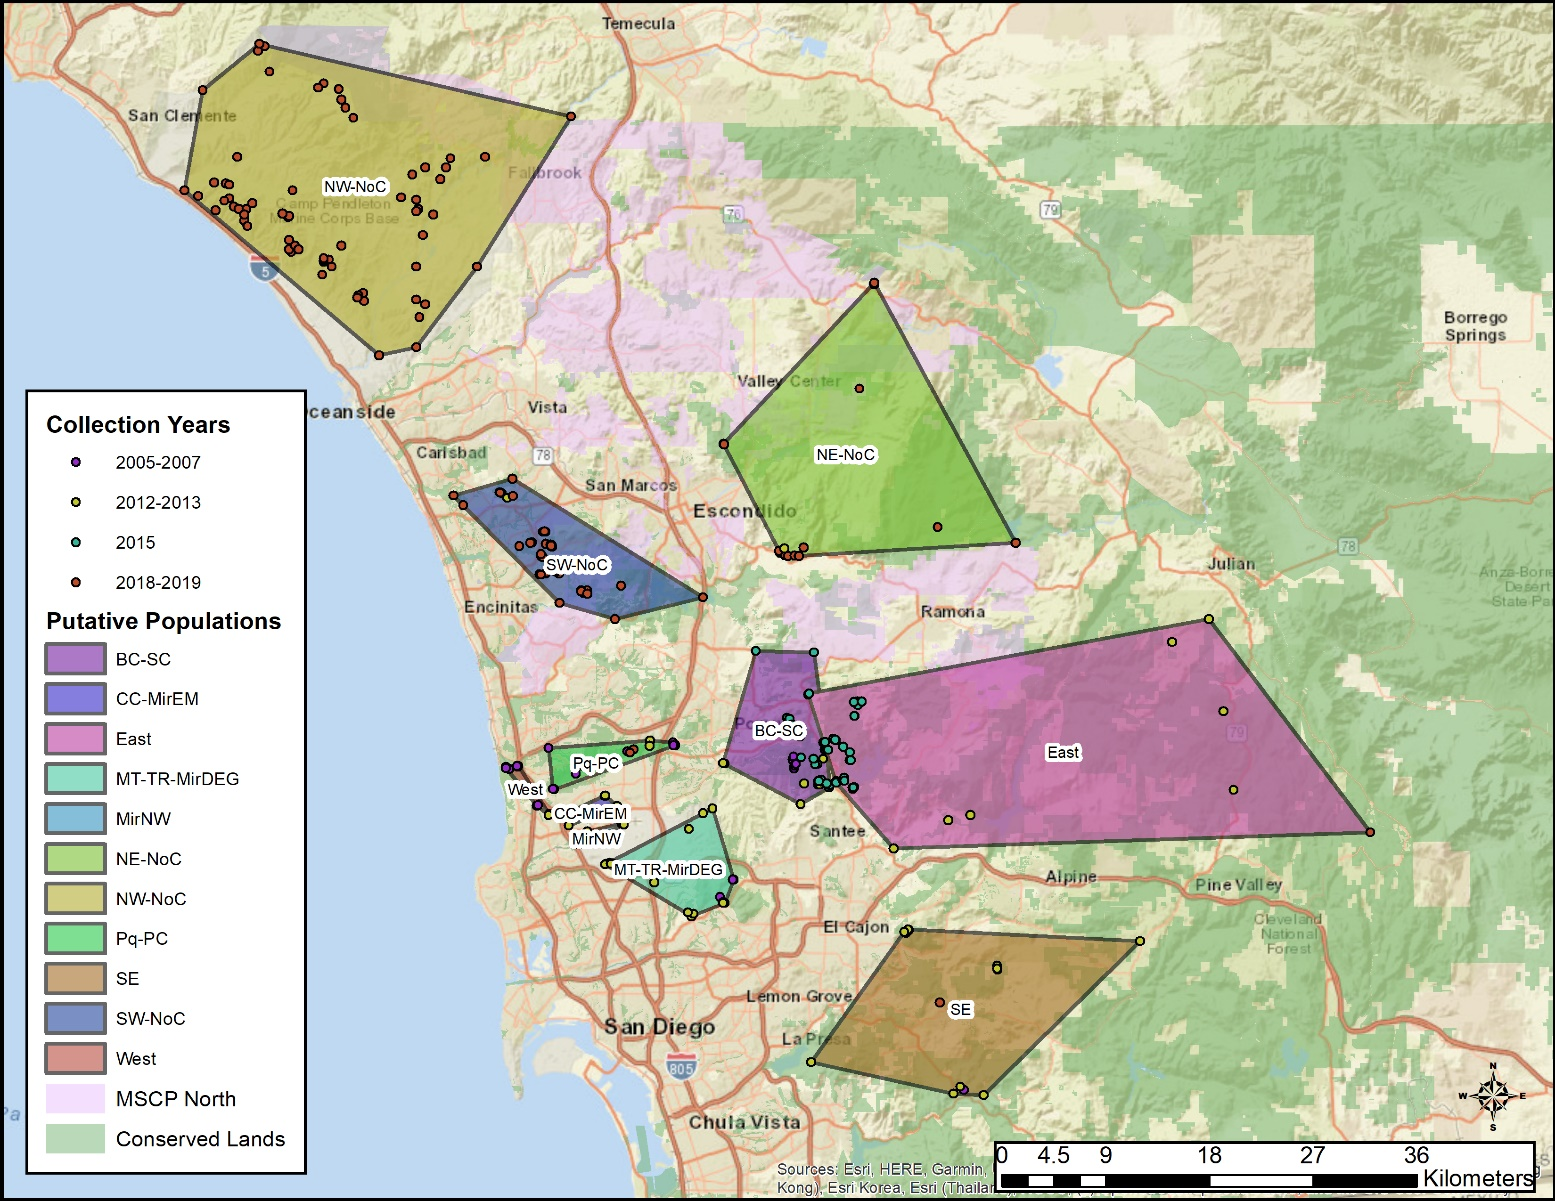 Temecula
San Clemente
Fallbrook
NW-NoC
Camp Pendleton
Marine Corps Base
76
79
5
Borrego
Springs
Valley Center
Vista
ceanside
NE-NoC
Carlsbad
78
San Marcos
Escondido
78
SW-NoC
Julian
Anza-Borre
Desert
State Par
Encinitas
Ramona
BC-SC
79
East
Pq-PC
West
CC-MirEM
MirNW
Santee
MT-TR-MirDEG
Alpine
Pine Valley
El Cajon
Cleveland
National
Forest
Lemon Grove
SE
San Diego
La Presa
805
Chula Vista
Collection Years
2005-2007
2012-2013
2015
2018-2019
Putative Populations
BC-SC
CC-MirEM
East
MT-TR-MirDEG
MirNW
NE-NoC
NW-NoC
Pq-PC
SE
SW-NoC
West
MSCP North
Conserved Lands
Pa
N
W E
S
0 4.5 9 18 27 36
Kilometers
Sources: Esri, HERE, Garmin,
Kong), Esri Korea, Esri (Thailan